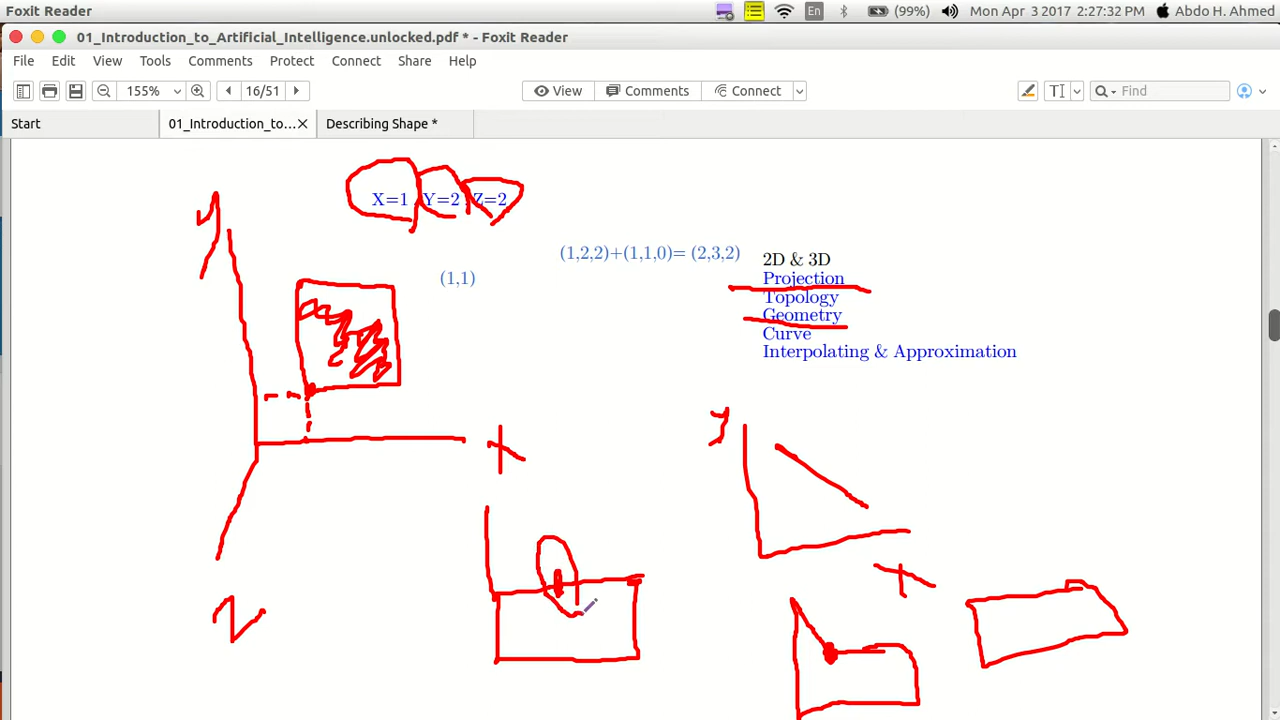 Foxit Reader En (99%) Mon Apr 3 2017 2:27:32 PM Abdo H. Ahmed
01_Introduction_to_Artificial_Intelligence.unlocked.pdf * - Foxit Reader
File Edit View Tools Comments Protect Connect Share Help
155% 16/51 View Comments Connect Find
Start 01_Introduction_to... Describing Shape *
X=1 Y=2 Z=2
y
(1,2,2)+(1,1,0)= (2,3,2)
2D & 3D
(1,1)
Projection
Topology
Geometry
Curve
Interpolating & Approximation
y
x
x
z